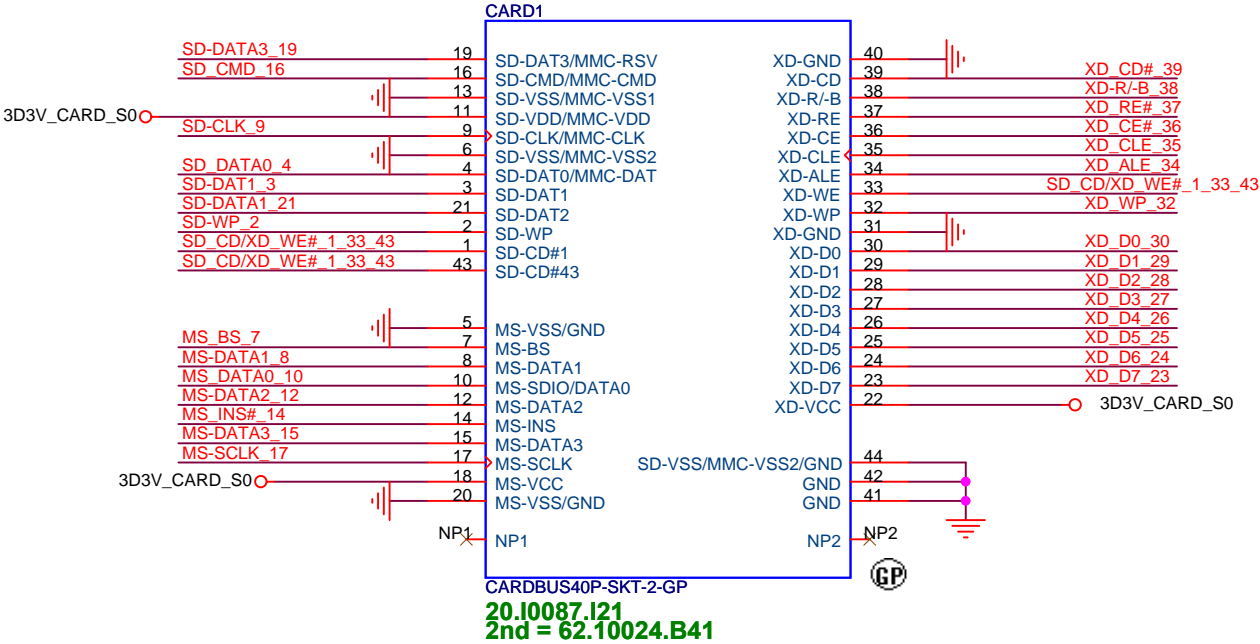 CARD1
SD-DATA3_19 19 SD-DAT3/MMC-RSV
SD_CMD_16 16 SD-CMD/MMC-CMD
13 SD-VSS/MMC-VSS1
3D3V_CARD_S0 11 SD-VDD/MMC-VDD
SD-CLK_9 9 SD-CLK/MMC-CLK
6 SD-VSS/MMC-VSS2
SD_DATA0_4 4 SD-DAT0/MMC-DAT
SD-DAT1_3 3 SD-DAT1
SD-DATA1_21 21 SD-DAT2
SD-WP_2 2 SD-WP
SD_CD/XD_WE#_1_33_43 1 SD-CD#1
SD_CD/XD_WE#_1_33_43 43 SD-CD#43
5 MS-VSS/GND
MS_BS_7 7 MS-BS
MS-DATA1_8 8 MS-DATA1
MS_DATA0_10 10 MS-SDIO/DATA0
MS-DATA2_12 12 MS-DATA2
MS_INS#_14 14 MS-INS
MS-DATA3_15 15 MS-DATA3
MS-SCLK_17 17 MS-SCLK
3D3V_CARD_S0 18 MS-VCC
20 MS-VSS/GND
NP1 NP1
XD-GND 40
XD-CD 39 XD_CD#_39
XD-R/-B 38 XD-R/-B_38
XD-RE 37 XD_RE#_37
XD-CE 36 XD_CE#_36
XD-CLE 35 XD_CLE_35
XD-ALE 34 XD_ALE_34
XD-WE 33 SD_CD/XD_WE#_1_33_43
XD-WP 32 XD_WP_32
XD-GND 31
XD-D0 30 XD_D0_30
XD-D1 29 XD_D1_29
XD-D2 28 XD_D2_28
XD-D3 27 XD_D3_27
XD-D4 26 XD_D4_26
XD-D5 25 XD_D5_25
XD-D6 24 XD_D6_24
XD-D7 23 XD_D7_23
XD-VCC 22 3D3V_CARD_S0
SD-VSS/MMC-VSS2/GND 44
GND 42
GND 41
NP2 NP2
GP
CARDBUS40P-SKT-2-GP
20.I0087.I21
2nd = 62.10024.B41